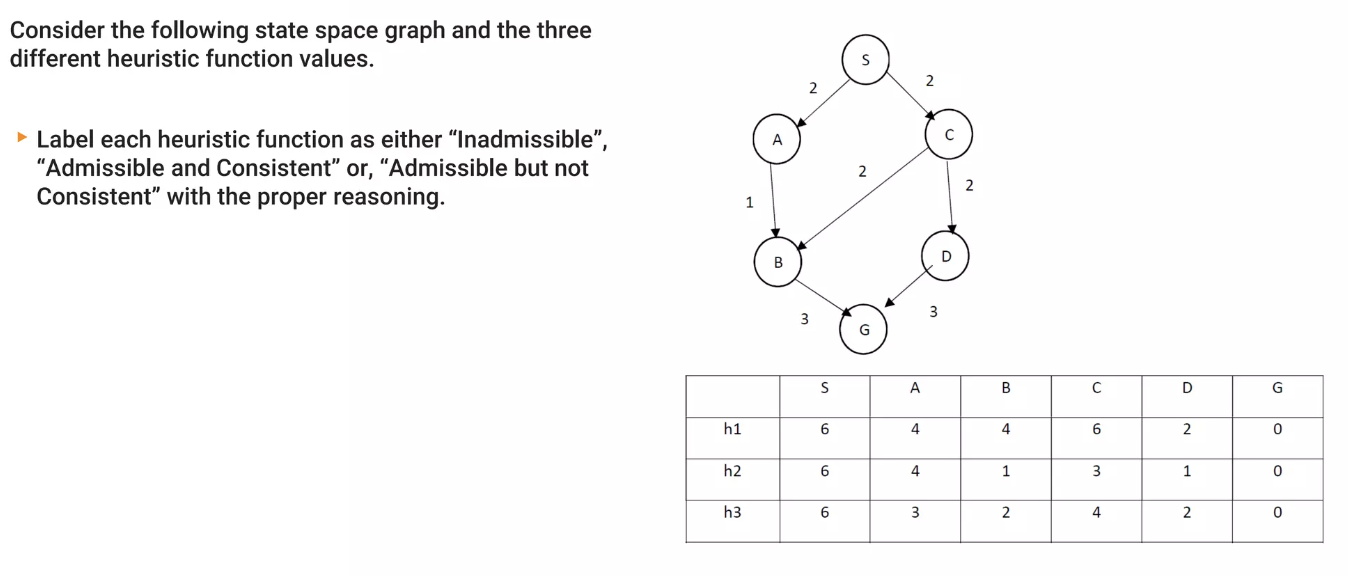 Consider the following state space graph and the three
different heuristic function values.
Label each heuristic function as either “Inadmissible”,
“Admissible and Consistent” or, “Admissible but not
Consistent” with the proper reasoning.
S
2 2
A C
2
1 2
B D
3 3
G
S A B C D G
h1 6 4 4 6 2 0
h2 6 4 1 3 1 0
h3 6 3 2 4 2 0